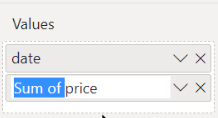 Values
date
Sum of price